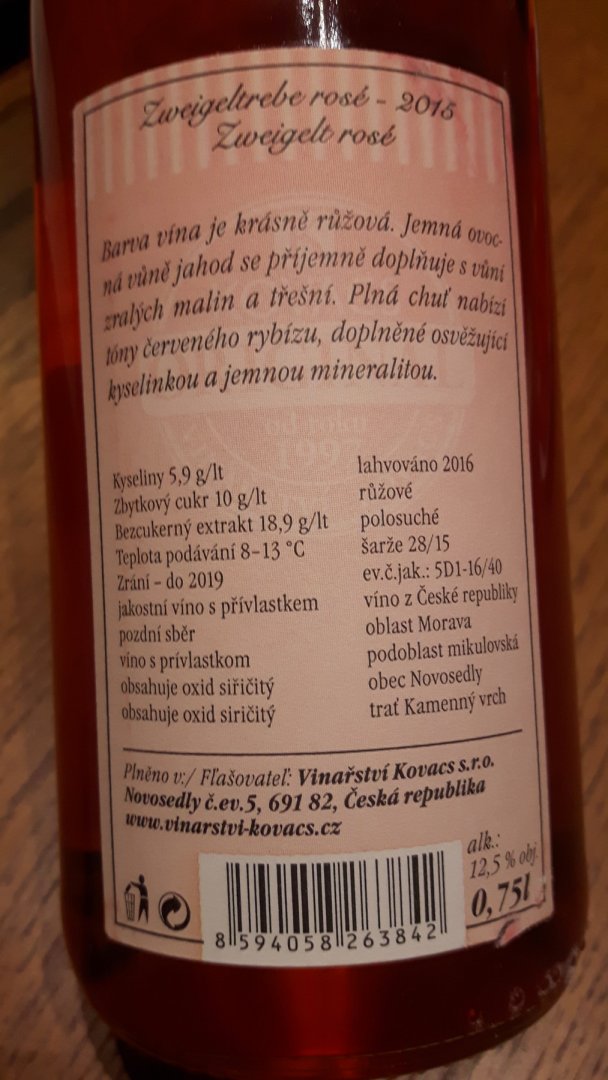 Zweigeltrebe rosé - 2015
Zweigelt rosé
Barva vína je krásně růžová. Jemná ovoc-
ná vůně jahod se příjemně doplňuje s vůní
zralých malin a třešní. Plná chuť nabízí
tóny červeného rybízu, doplněné osvěžující
kyselinkou a jemnou mineralitou.
od roku
Kyseliny 5,9 g/lt
Zbytkový cukr 10 g/lt
Bezcukerný extrakt 18,9 g/lt
Teplota podávání 8–13 °C
Zrání – do 2019
jakostní víno s přívlastkem
pozdní sběr
víno s prívlastkom
obsahuje oxid siřičitý
obsahuje oxid siričitý
lahvováno 2016
růžové
polosuché
šarže 28/15
ev.č.jak.: 5D1-16/40
víno z České republiky
oblast Morava
podoblast mikulovská
obec Novosedly
trať Kamenný vrch
Plněno v:/ Fľašovateľ: Vinařství Kovacs s.r.o.
Novosedly č.ev.5, 691 82, Česká republika
www.vinarstvi-kovacs.cz
alk.:
12,5 % obj.
0,75l
8 594058 263842